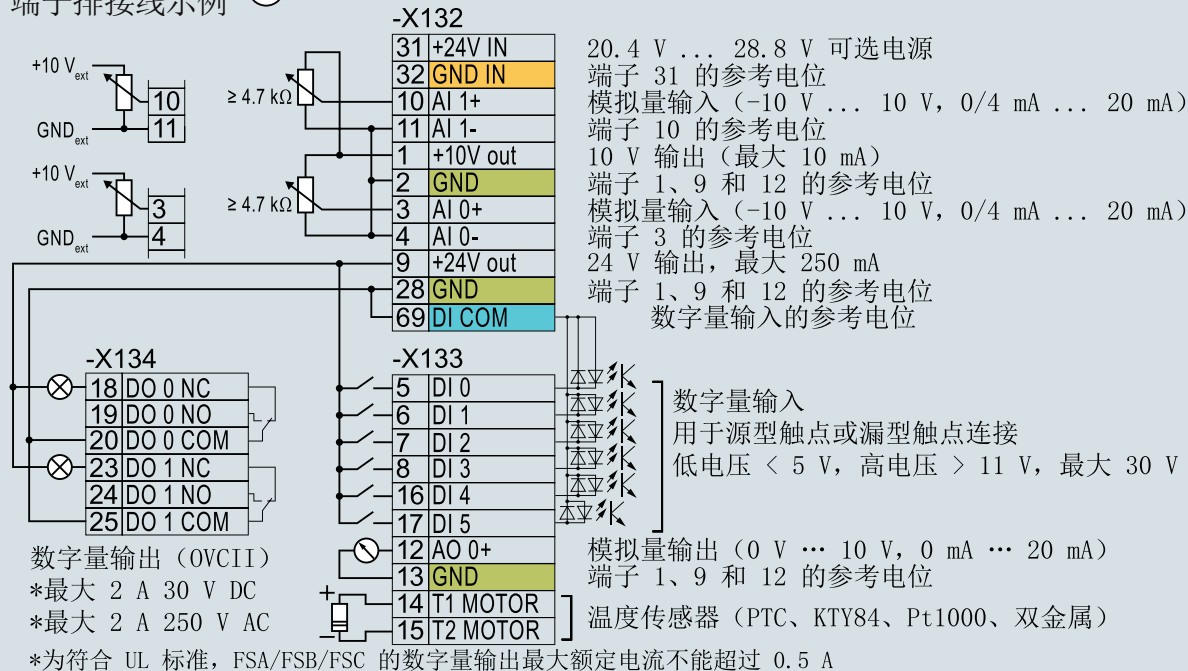 端子排接线示例
-X132
31 +24V IN 20.4 V ... 28.8 V 可选电源
32 GND IN 端子 31 的参考电位
10 AI 1+ 模拟量输入（-10 V ... 10 V，0/4 mA ... 20 mA）
11 AI 1- 端子 10 的参考电位
1 +10V out 10 V 输出（最大 10 mA）
2 GND 端子 1、9 和 12 的参考电位
3 AI 0+ 模拟量输入（-10 V ... 10 V，0/4 mA ... 20 mA）
4 AI 0- 端子 3 的参考电位
9 +24V out 24 V 输出，最大 250 mA
28 GND 端子 1、9 和 12 的参考电位
69 DI COM 数字量输入的参考电位
+10 Vext
10
GNDext 11
+10 Vext
3
GNDext 4
≥ 4.7 kΩ
≥ 4.7 kΩ
-X134
18 DO 0 NC
19 DO 0 NO
20 DO 0 COM
23 DO 1 NC
24 DO 1 NO
25 DO 1 COM
数字量输出（OVCII）
*最大 2 A 30 V DC
*最大 2 A 250 V AC
-X133
5 DI 0
6 DI 1
7 DI 2
8 DI 3
16 DI 4
17 DI 5
数字量输入
用于源型触点或漏型触点连接
低电压 < 5 V，高电压 > 11 V，最大 30 V
12 AO 0+ 模拟量输出（0 V ⋯ 10 V，0 mA ⋯ 20 mA）
13 GND 端子 1、9 和 12 的参考电位
+
14 T1 MOTOR
−
15 T2 MOTOR
温度传感器（PTC、KTY84、Pt1000、双金属）
*为符合 UL 标准，FSA/FSB/FSC 的数字量输出最大额定电流不能超过 0.5 A